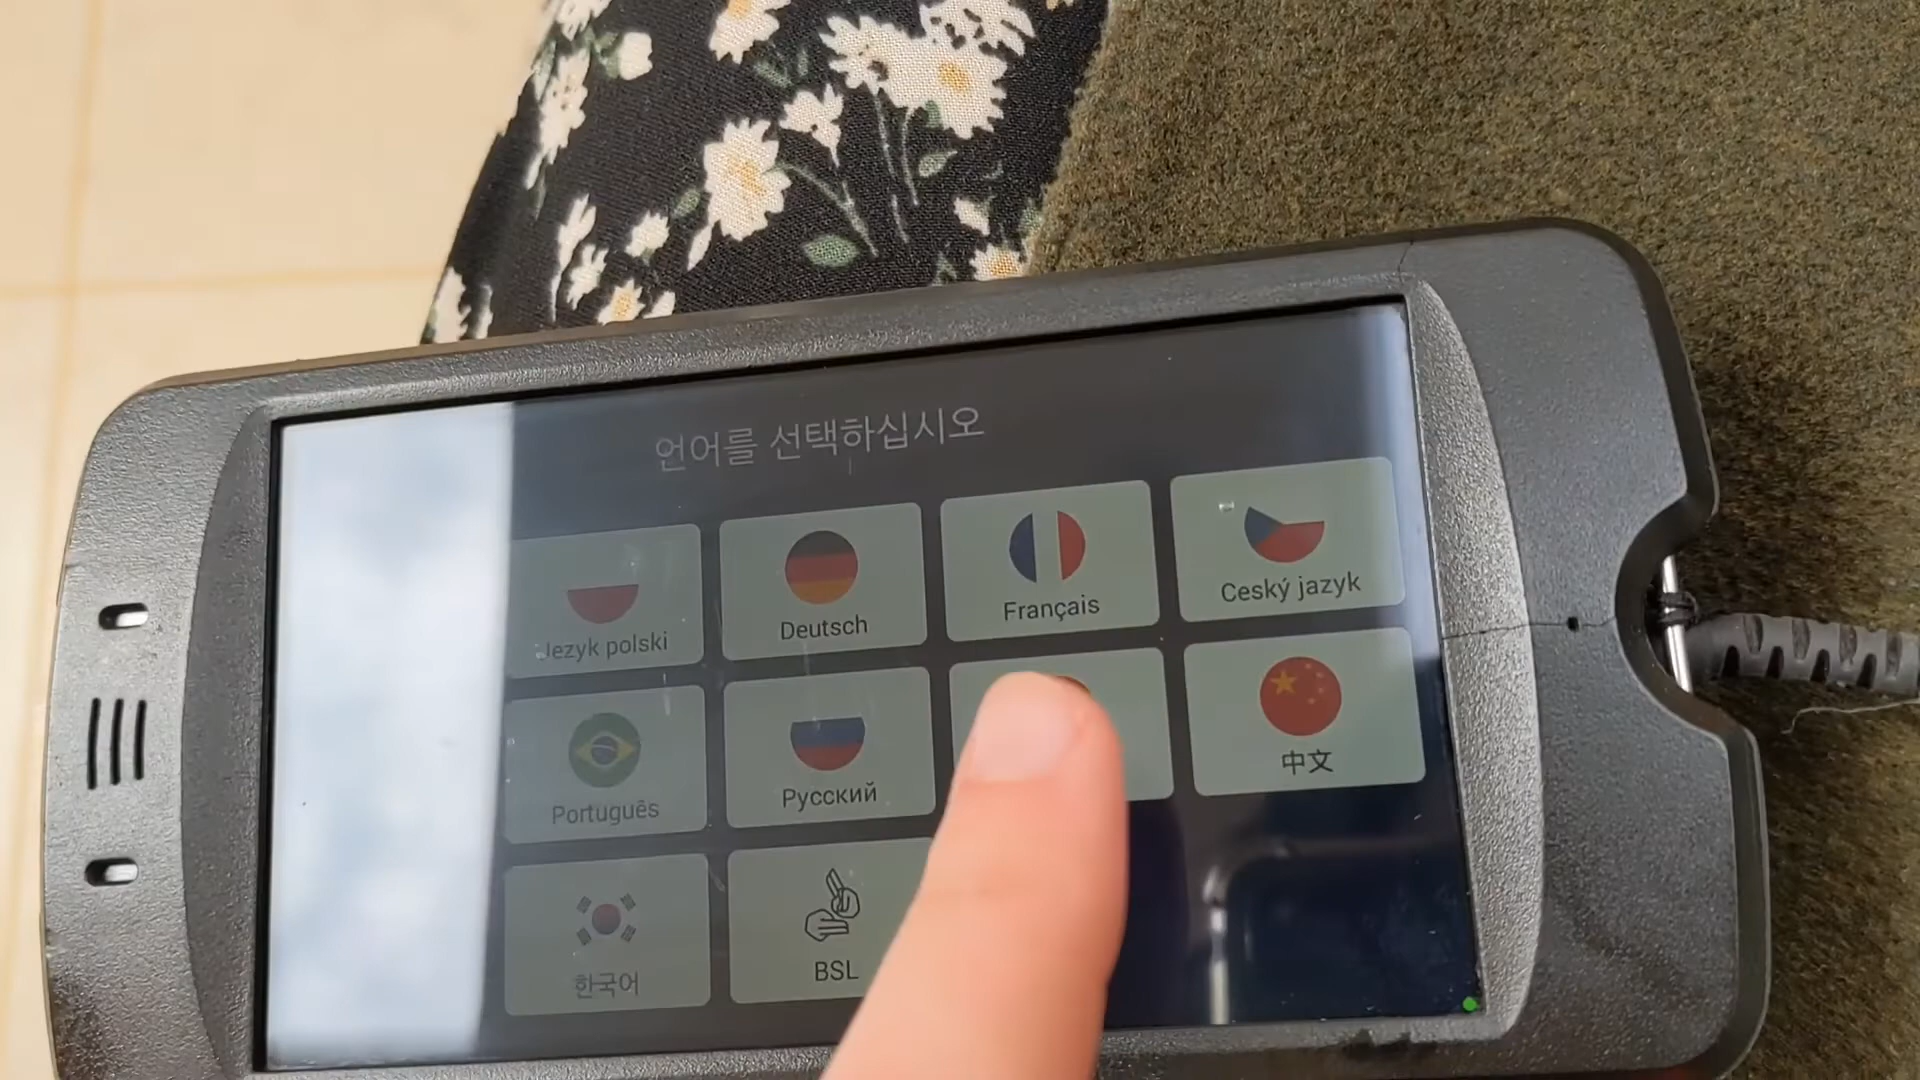 언어를 선택하십시오
Jezyk polski
Deutsch
Français
Ceský jazyk
Portuguēs
Русский
中文
한국어
BSL